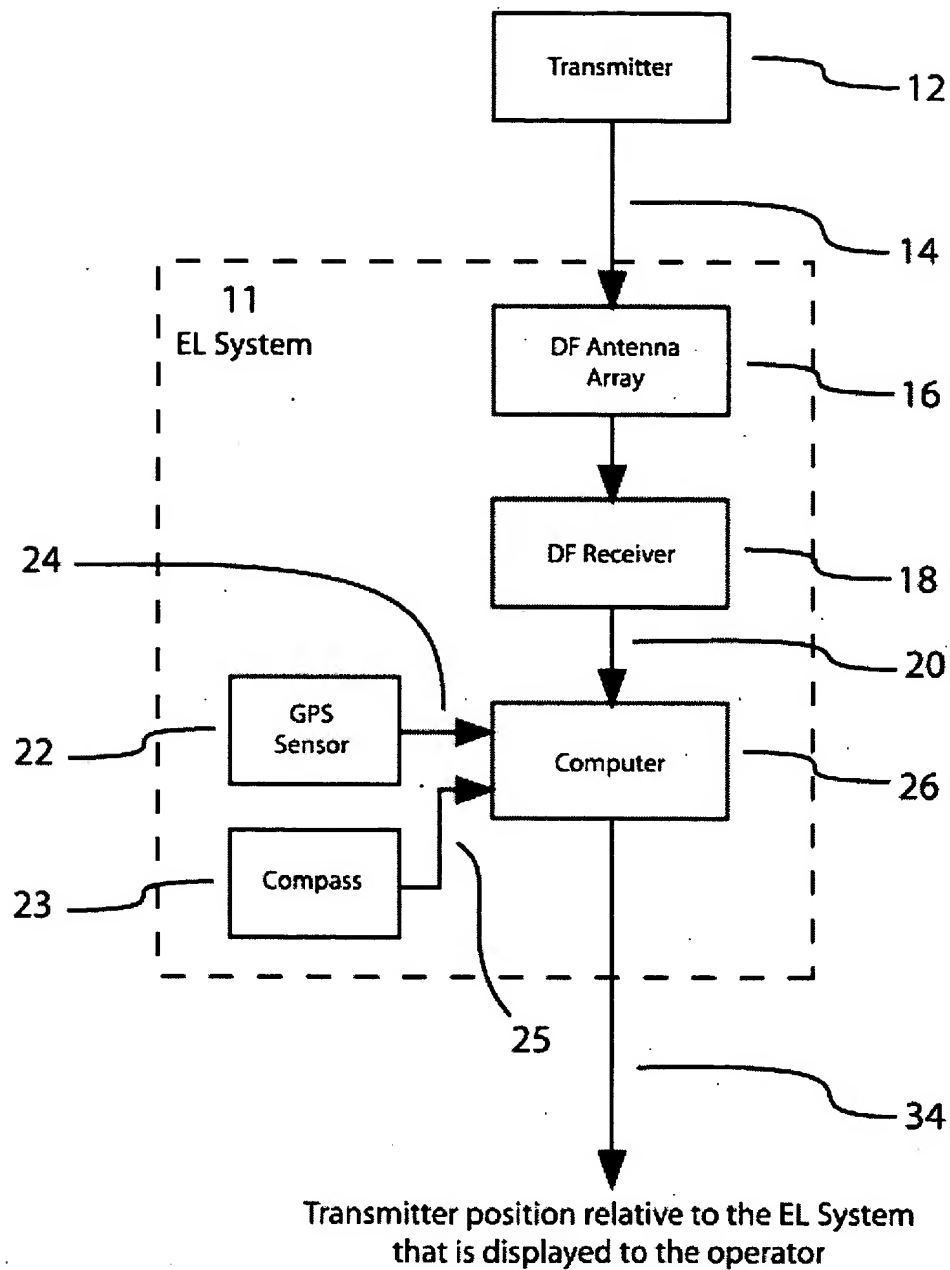 Transmitter
12
14
11
EL System
DF Antenna
Array
16
24
DF Receiver
18
20
22
GPS
Sensor
Computer
26
23
Compass
25
34
Transmitter position relative to the EL System
that is displayed to the operator